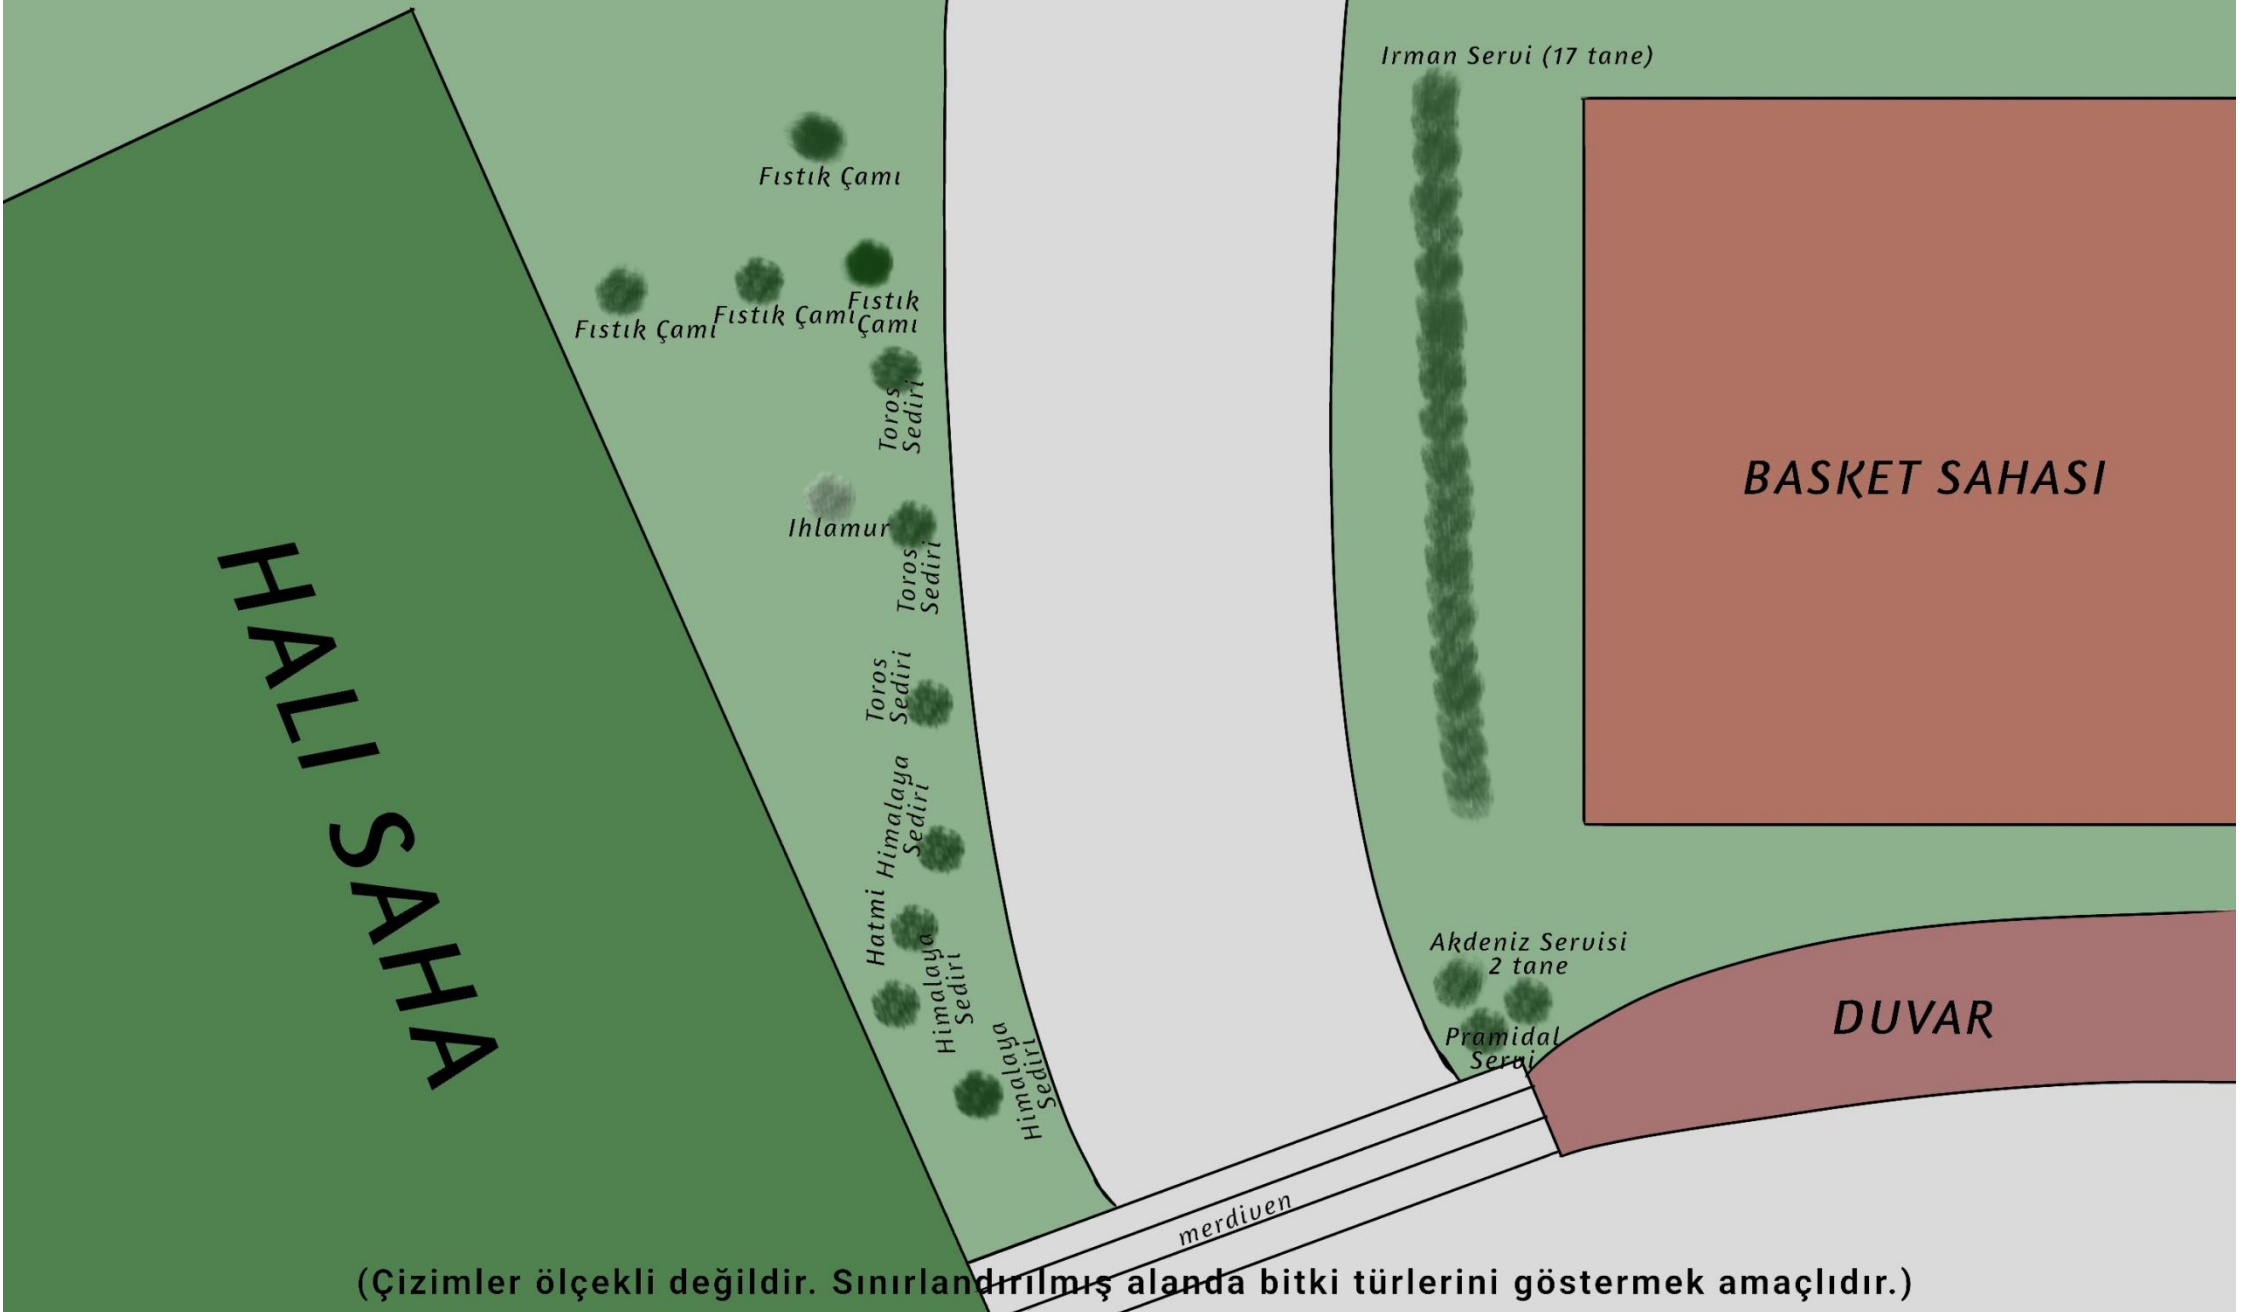 Irman Servi (17 tane)
Fıstık Çamı
Fıstık Çamı
Fıstık Çamı
Fıstık
Çamı
Toros
Sediri
Ihlamur
Toros
Sediri
Toros
Sediri
Himalaya
Sediri
Hatmi
Himalaya
Sediri
Himalaya
Sediri
HALI SAHA
BASKET SAHASI
Akdeniz Servisi
2 tane
Pramidal
Servi
DUVAR
merdiven
(Çizimler ölçekli değildir. Sınırlandırılmış alanda bitki türlerini göstermek amaçlıdır.)